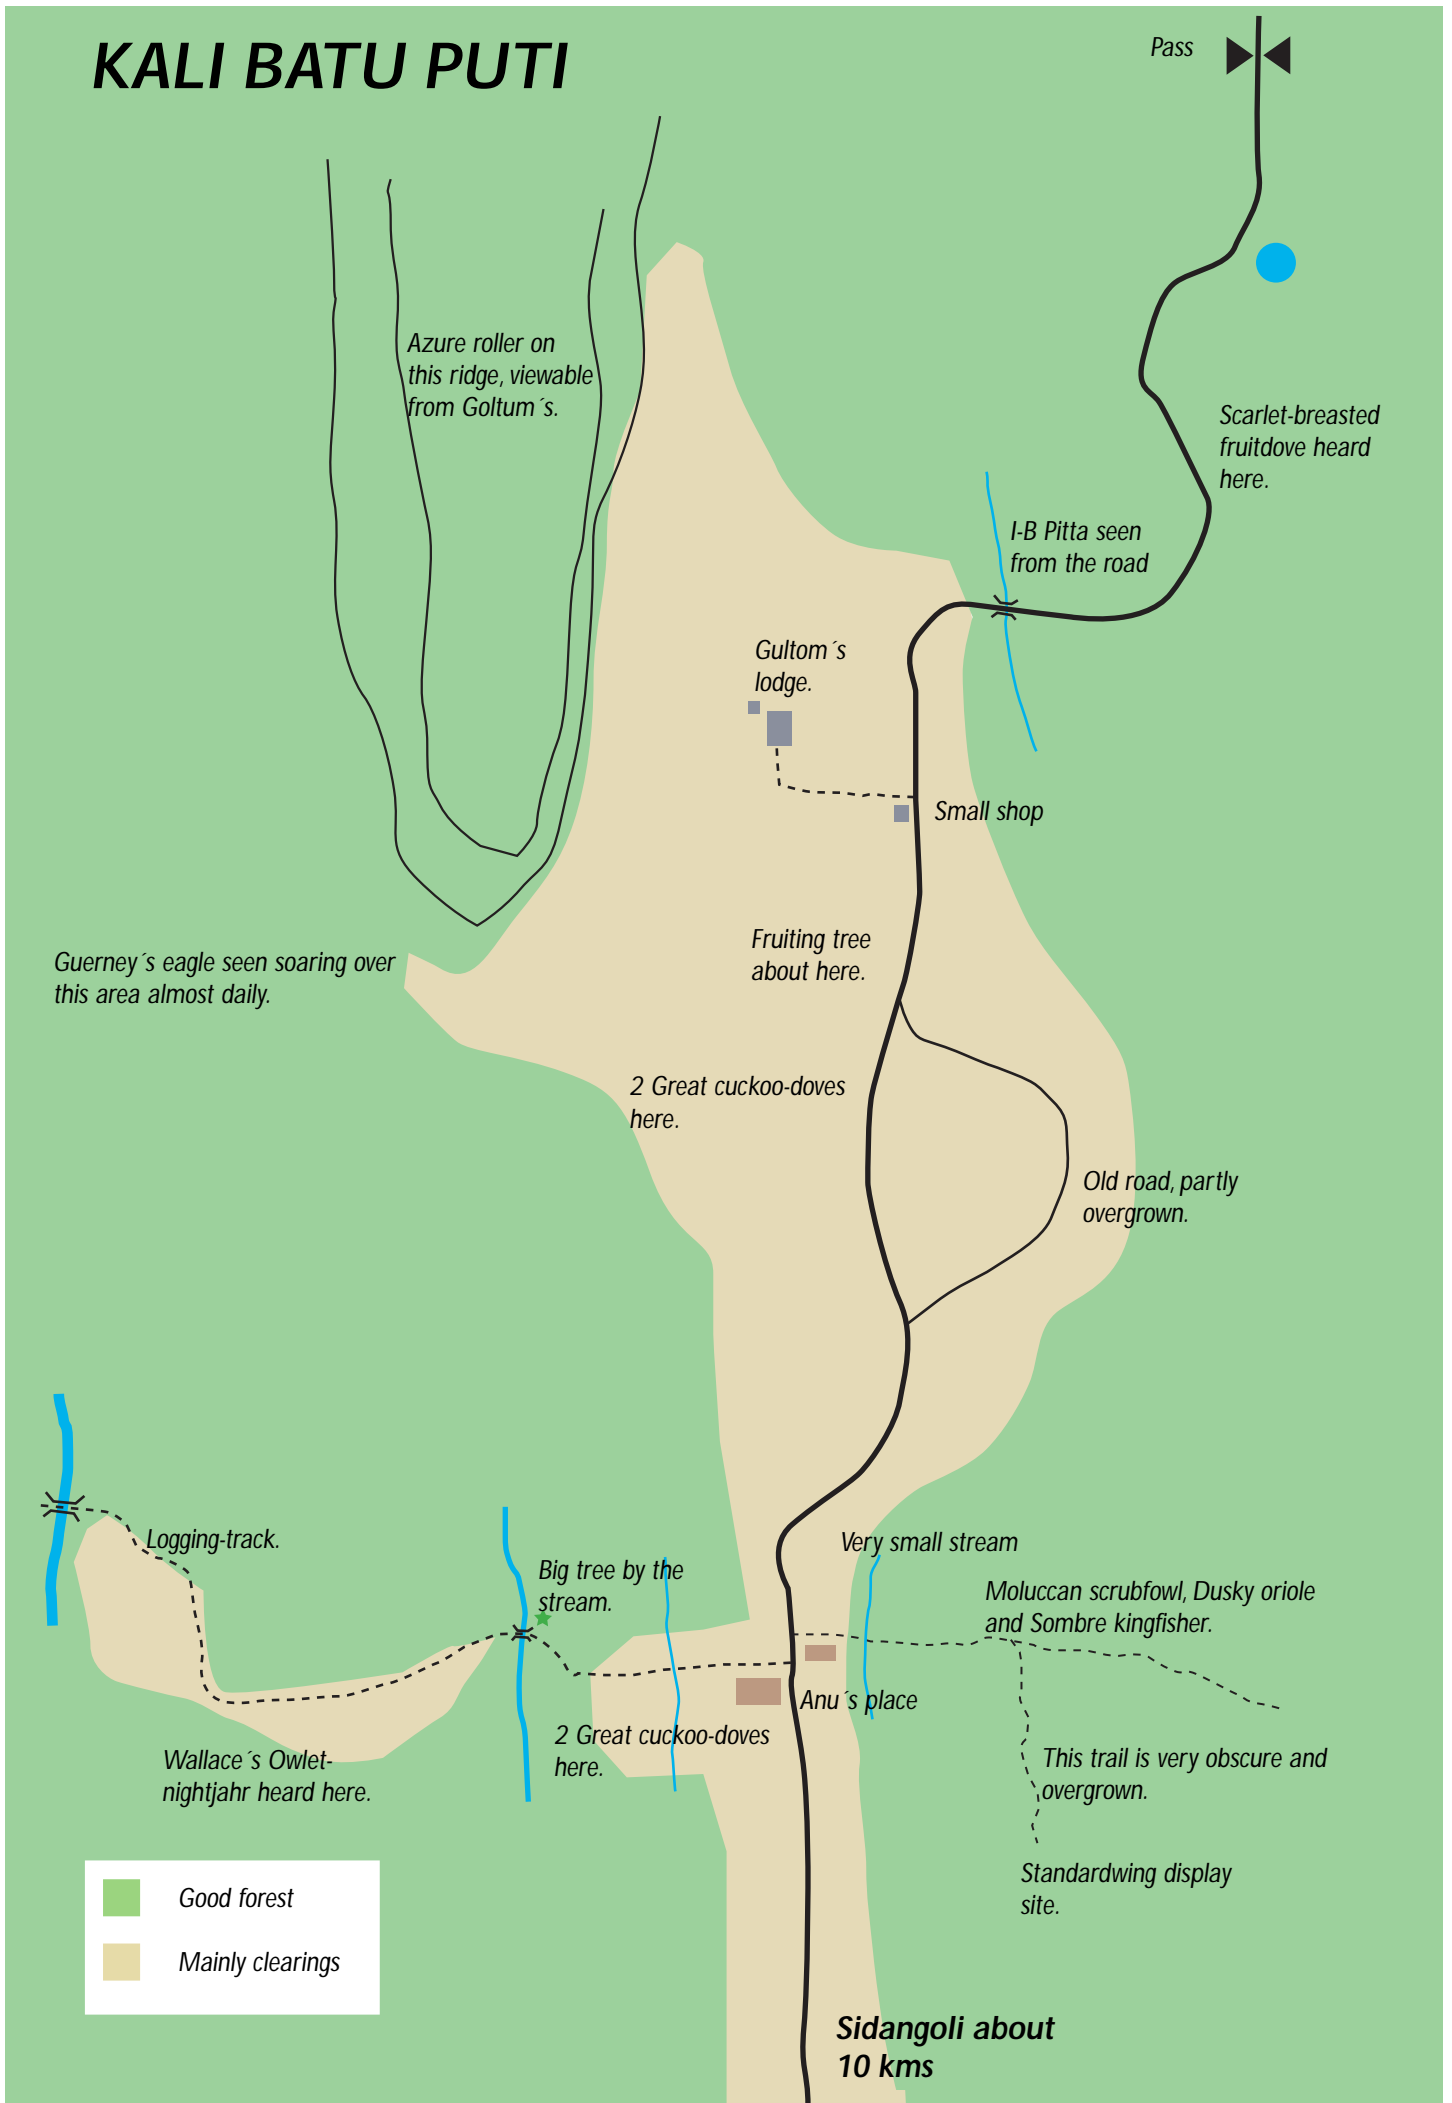 KALI BATU PUTI
Pass
Azure roller on
this ridge, viewable
from Goltum´s.
Scarlet-breasted
fruitdove heard
here.
I-B Pitta seen
from the road
Gultom´s
lodge.
Small shop
Fruiting tree
about here.
Guerney´s eagle seen soaring over
this area almost daily.
2 Great cuckoo-doves
here.
Old road, partly
overgrown.
Logging-track.
Big tree by the
stream.
Very small stream
Moluccan scrubfowl, Dusky oriole
and Sombre kingfisher.
Anu´s place
2 Great cuckoo-doves
here.
Wallace´s Owlet-
nightjahr heard here.
This trail is very obscure and
overgrown.
Standardwing display
site.
Good forest
Mainly clearings
Sidangoli about
10 kms